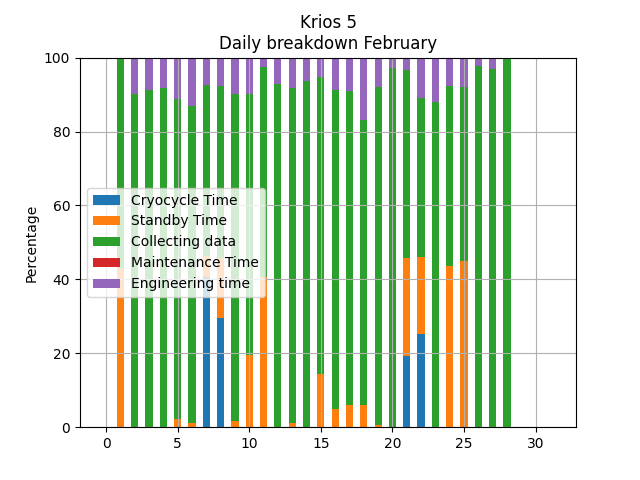 Krios 5
Daily breakdown February
100
80
60
40
20
0
Percentage
Cryocycle Time
Standby Time
Collecting data
Maintenance Time
Engineering time
0 5 10 15 20 25 30